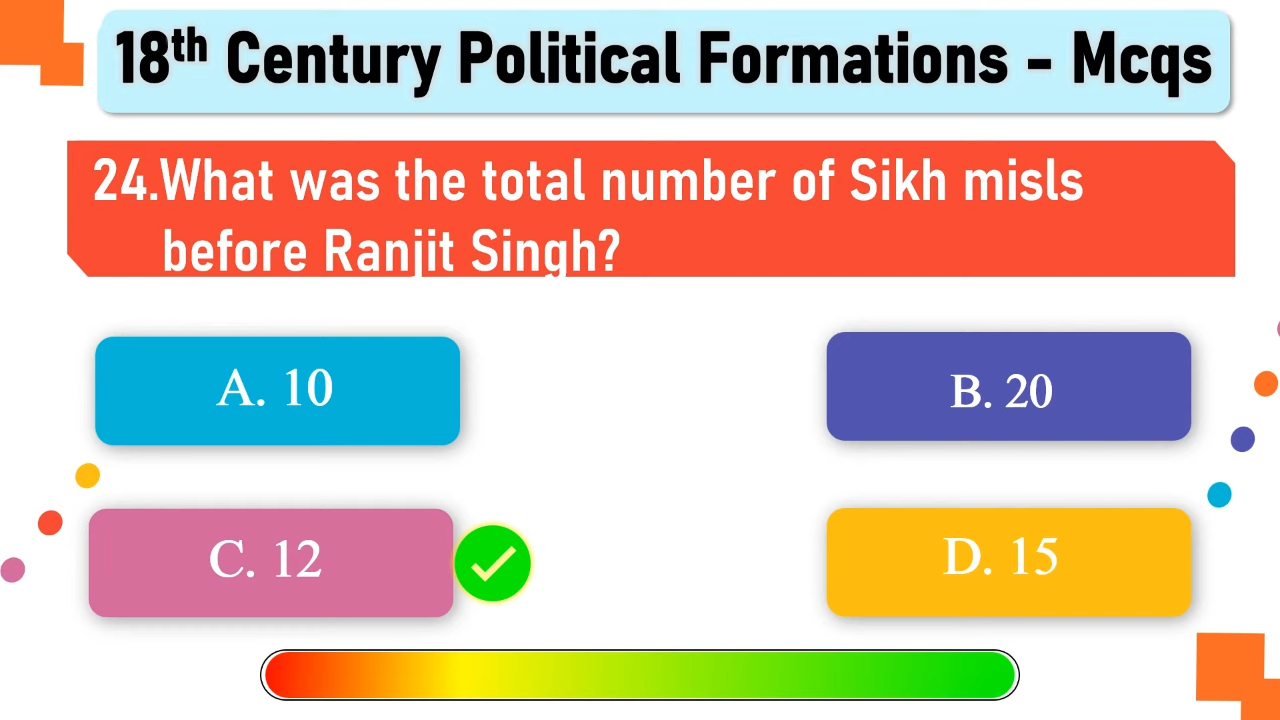 18th Century Political Formations - Mcqs
24.What was the total number of Sikh misls
before Ranjit Singh?
A. 10
B. 20
C. 12
D. 15